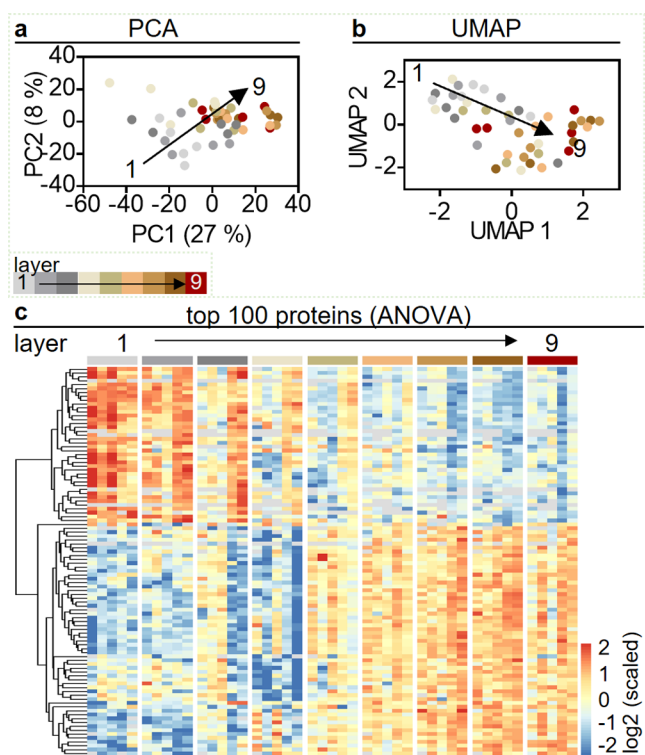 a PCA
40
20
0
-20
-40
PC2 (8 %)
1
9
-60 -40 -20 0 20 40
PC1 (27 %)
b UMAP
2
0
-2
UMAP 2
1
9
-2 0 2
UMAP 1
layer
1 9
c top 100 proteins (ANOVA)
layer 1 9
2
1
0
-1
-2
log2 (scaled)